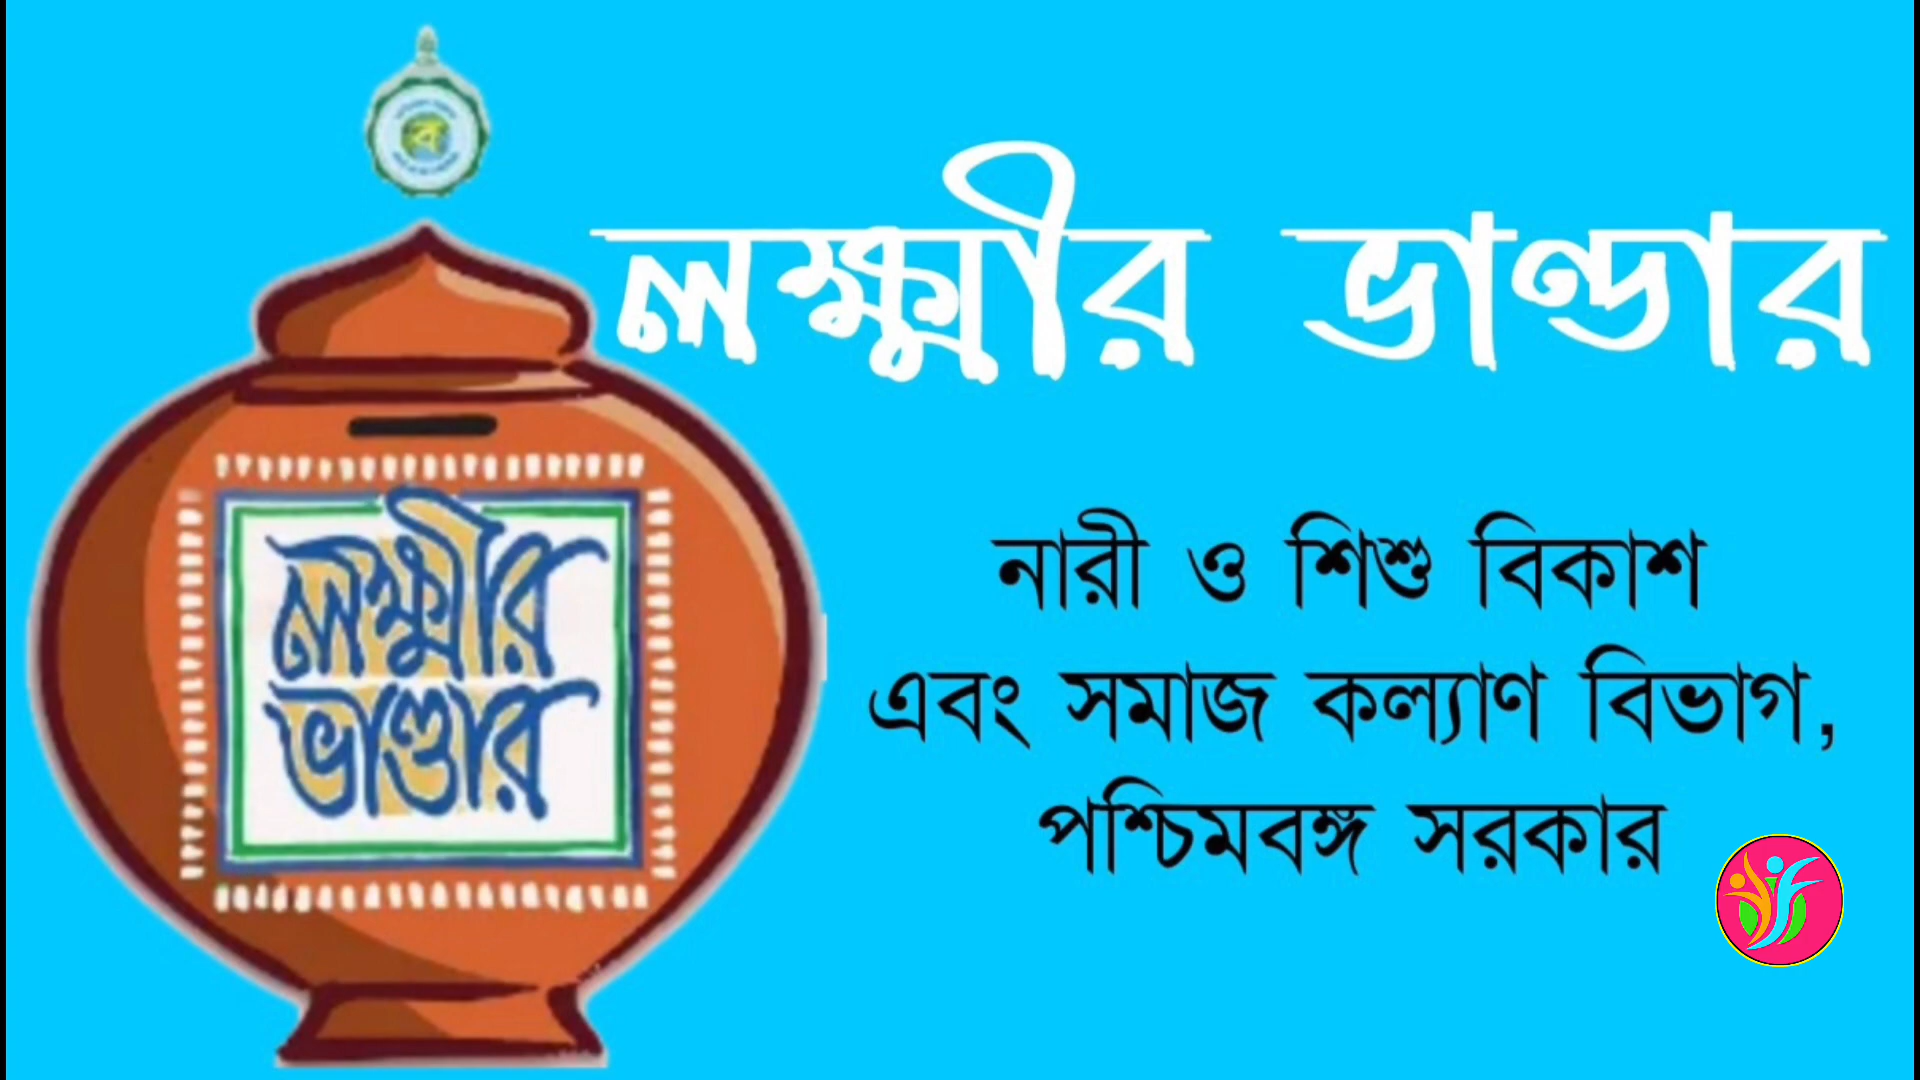 ব
লক্ষ্মীর ভাণ্ডার
লক্ষ্মীর
ভাণ্ডার
নারী ও শিশু বিকাশ
এবং সমাজ কল্যাণ বিভাগ,
পশ্চিমবঙ্গ সরকার